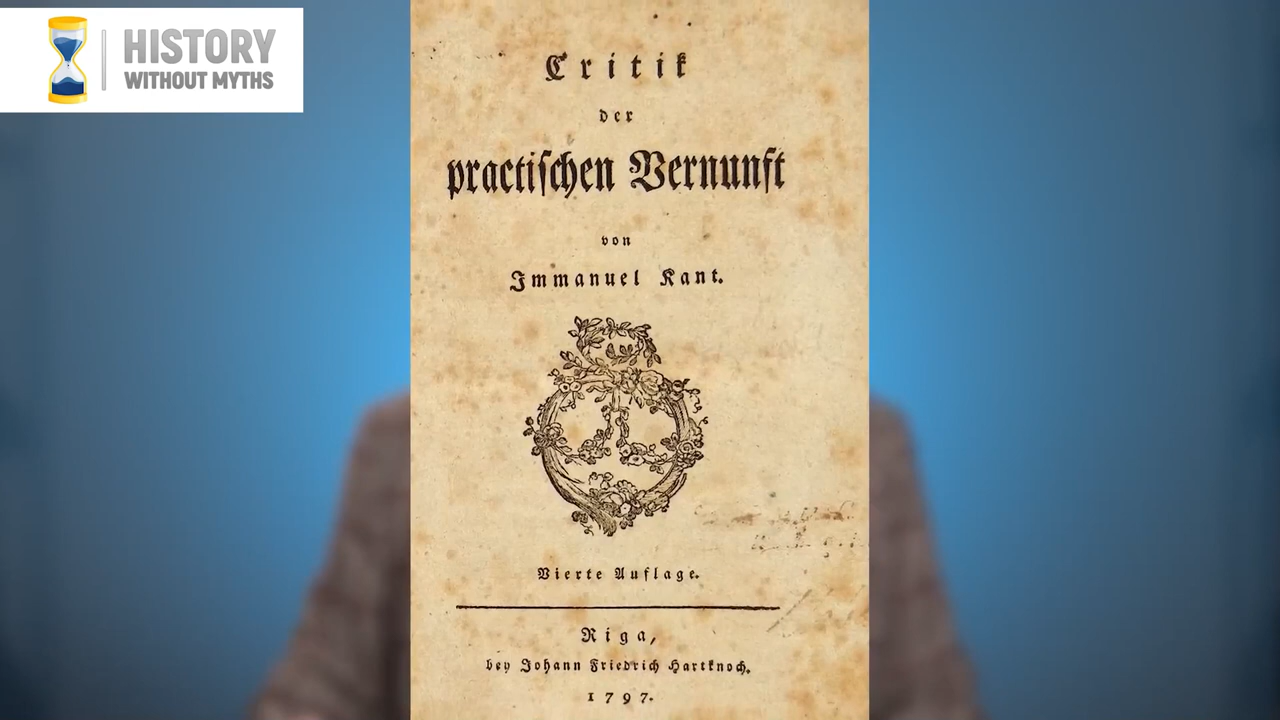 HISTORY
WITHOUT MYTHS
Critik
der
practischen Vernunft
von
Immanuel Kant.
Vierte Auflage.
Riga,
bey Johann Friedrich Hartknoch,
1797.